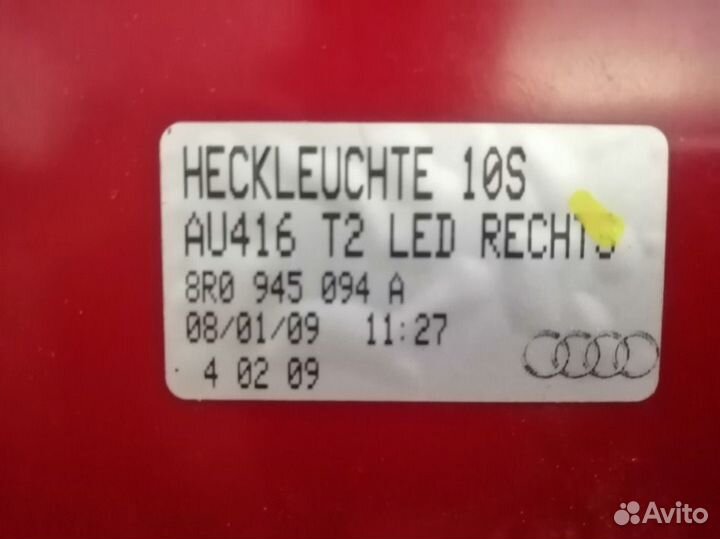 HECKLEUCHTE 10S
AU416 T2 LED RECHTS
8R0 945 094 A
08/01/09 11:27
4 02 09
Avito